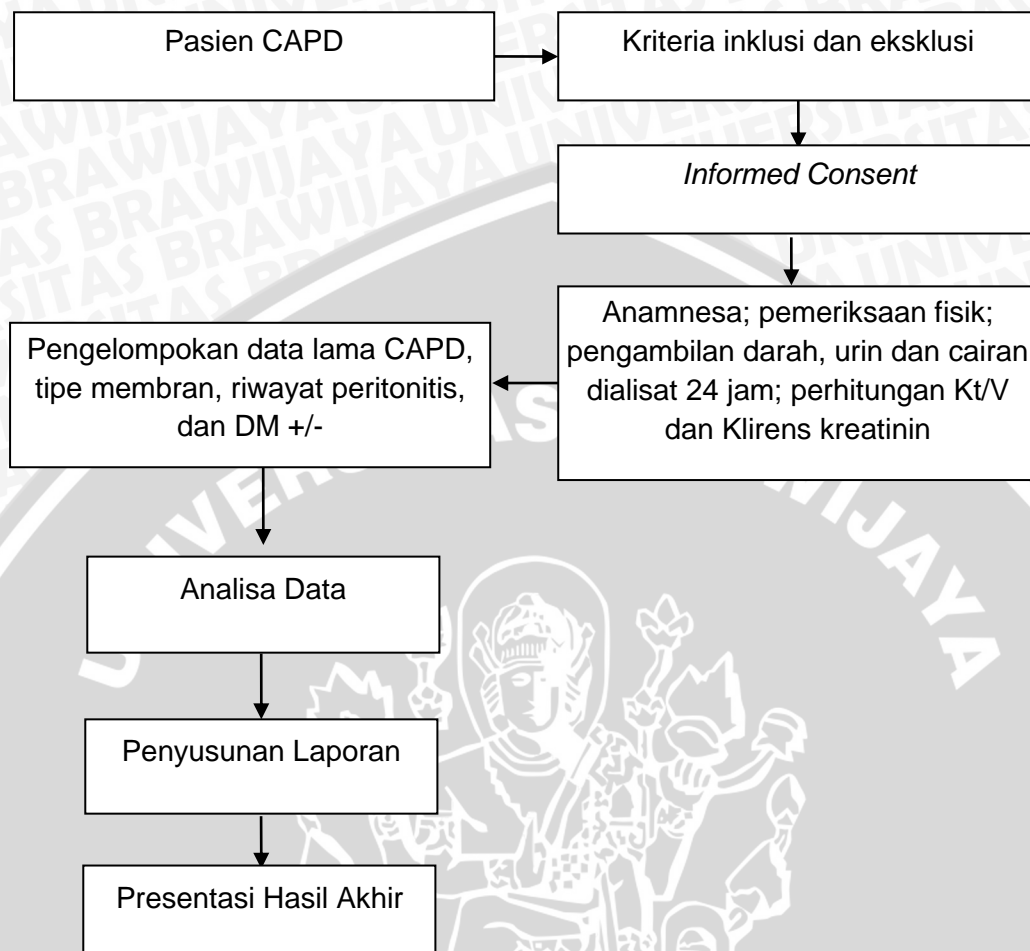 Pasien CAPD
Kriteria inklusi dan eksklusi
Informed Consent
Anamnesa; pemeriksaan fisik;
pengambilan darah, urin dan cairan
dialisat 24 jam; perhitungan Kt/V
dan Klirens kreatinin
Pengelompokan data lama CAPD,
tipe membran, riwayat peritonitis,
dan DM +/-
Analisa Data
Penyusunan Laporan
Presentasi Hasil Akhir